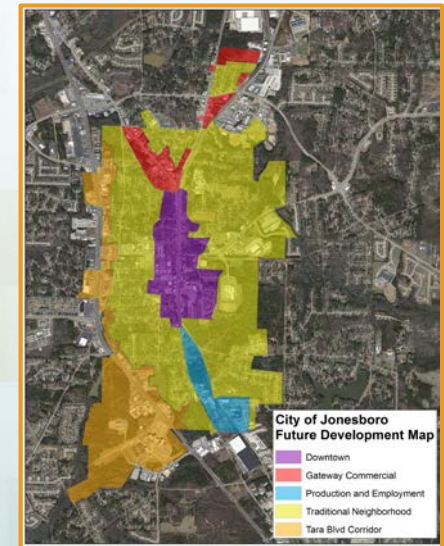 City of Jonesboro
Future Development Map
Downtown
Gateway Commercial
Production and Employment
Traditional Neighborhood
Tara Blvd Corridor